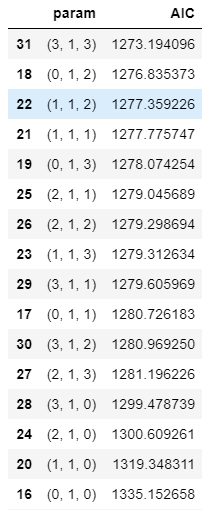 param AIC
31 (3, 1, 3) 1273.194096
18 (0, 1, 2) 1276.835373
22 (1, 1, 2) 1277.359226
21 (1, 1, 1) 1277.775747
19 (0, 1, 3) 1278.074254
25 (2, 1, 1) 1279.045689
26 (2, 1, 2) 1279.298694
23 (1, 1, 3) 1279.312634
29 (3, 1, 1) 1279.605969
17 (0, 1, 1) 1280.726183
30 (3, 1, 2) 1280.969250
27 (2, 1, 3) 1281.196226
28 (3, 1, 0) 1299.478739
24 (2, 1, 0) 1300.609261
20 (1, 1, 0) 1319.348311
16 (0, 1, 0) 1335.152658